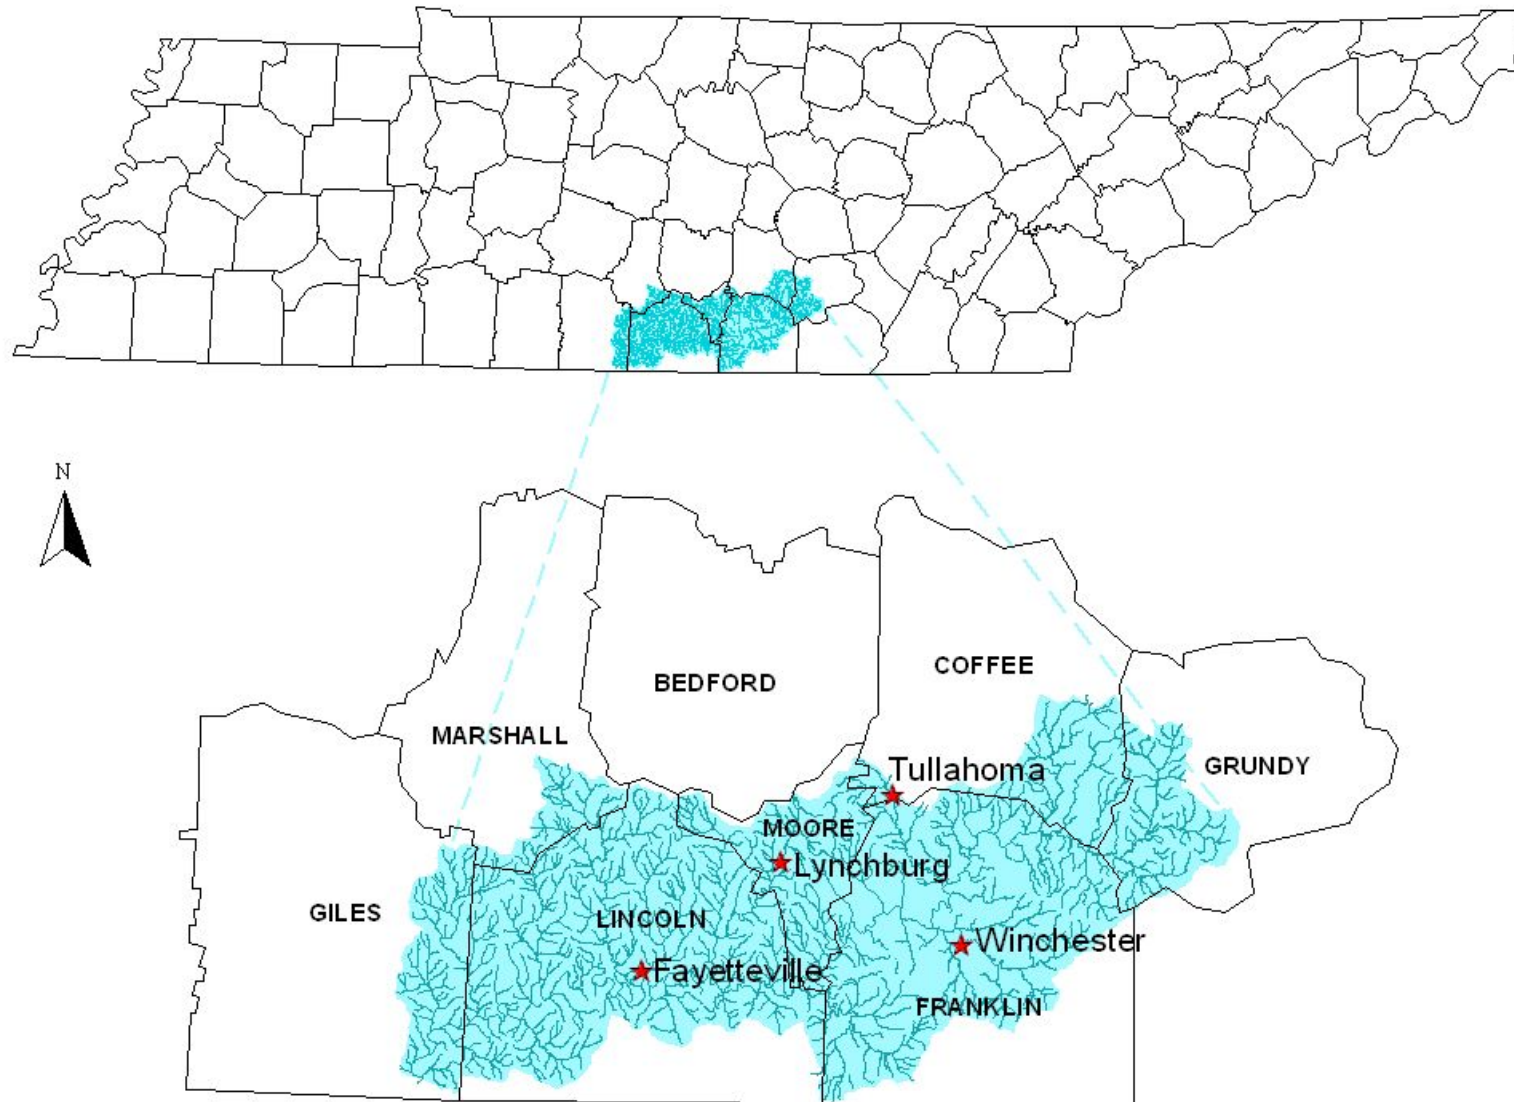 N
COFFEE
BEDFORD
MARSHALL
Tullahoma
GRUNDY
MOORE
Lynchburg
GILES
LINCOLN
Winchester
Fayetteville
FRANKLIN